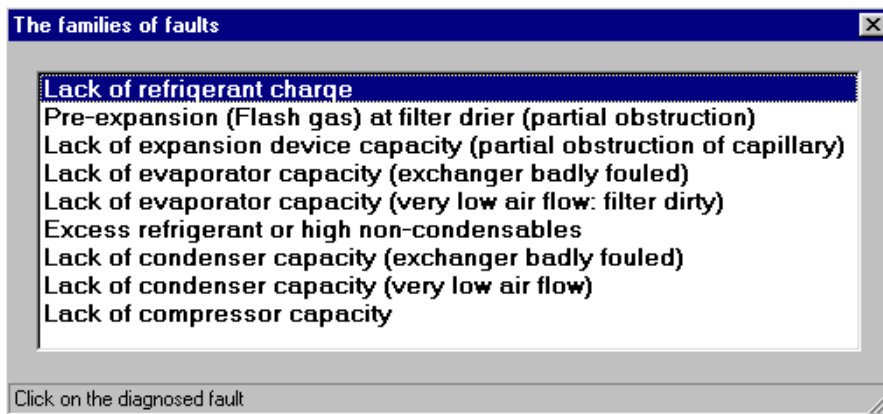 The families of faults
Lack of refrigerant charge
Pre-expansion (Flash gas) at filter drier (partial obstruction)
Lack of expansion device capacity (partial obstruction of capillary)
Lack of evaporator capacity (exchanger badly fouled)
Lack of evaporator capacity (very low air flow: filter dirty)
Excess refrigerant or high non-condensables
Lack of condenser capacity (exchanger badly fouled)
Lack of condenser capacity (very low air flow)
Lack of compressor capacity
Click on the diagnosed fault